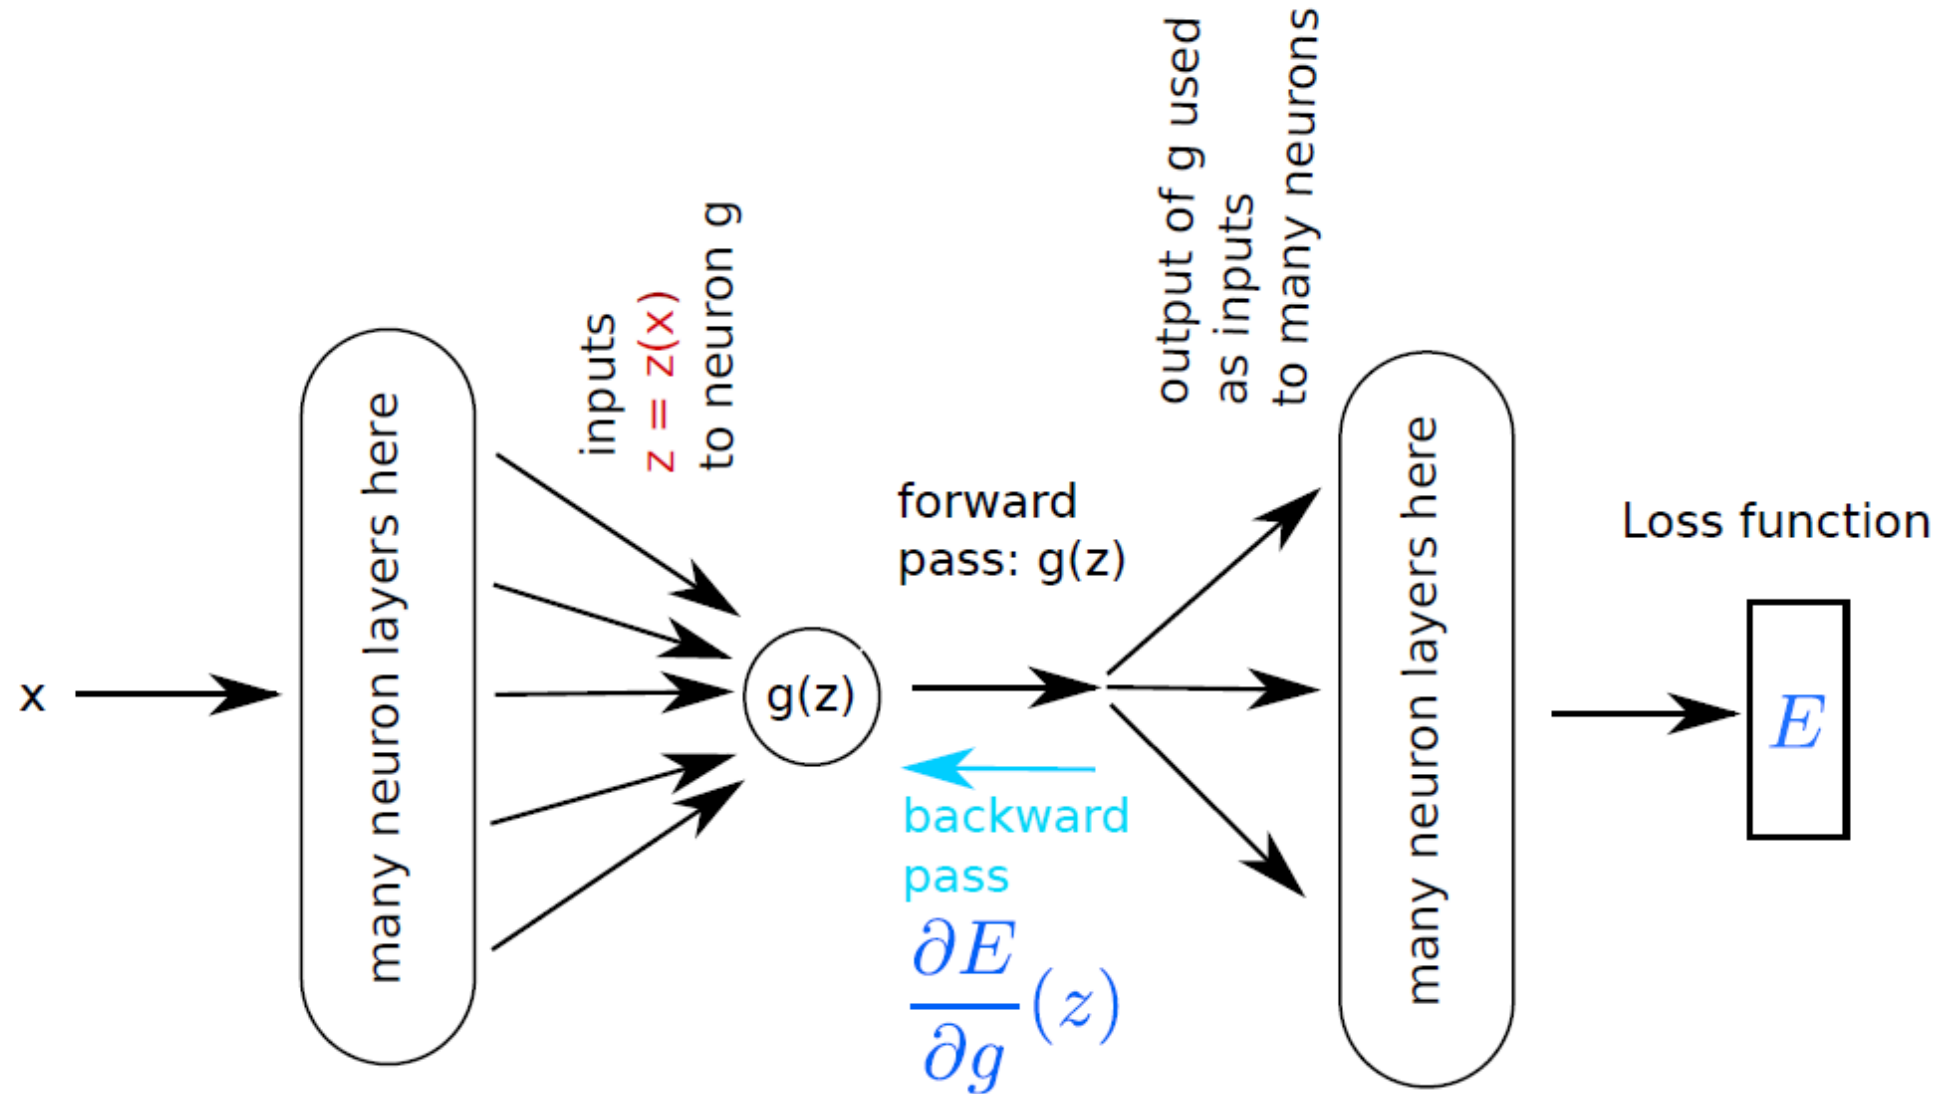 x
many neuron layers here
inputs
z = z(x)
to neuron g
g(z)
forward
pass: g(z)
backward
pass
∂E
∂g
(z)
output of g used
as inputs
to many neurons
many neuron layers here
Loss function
E